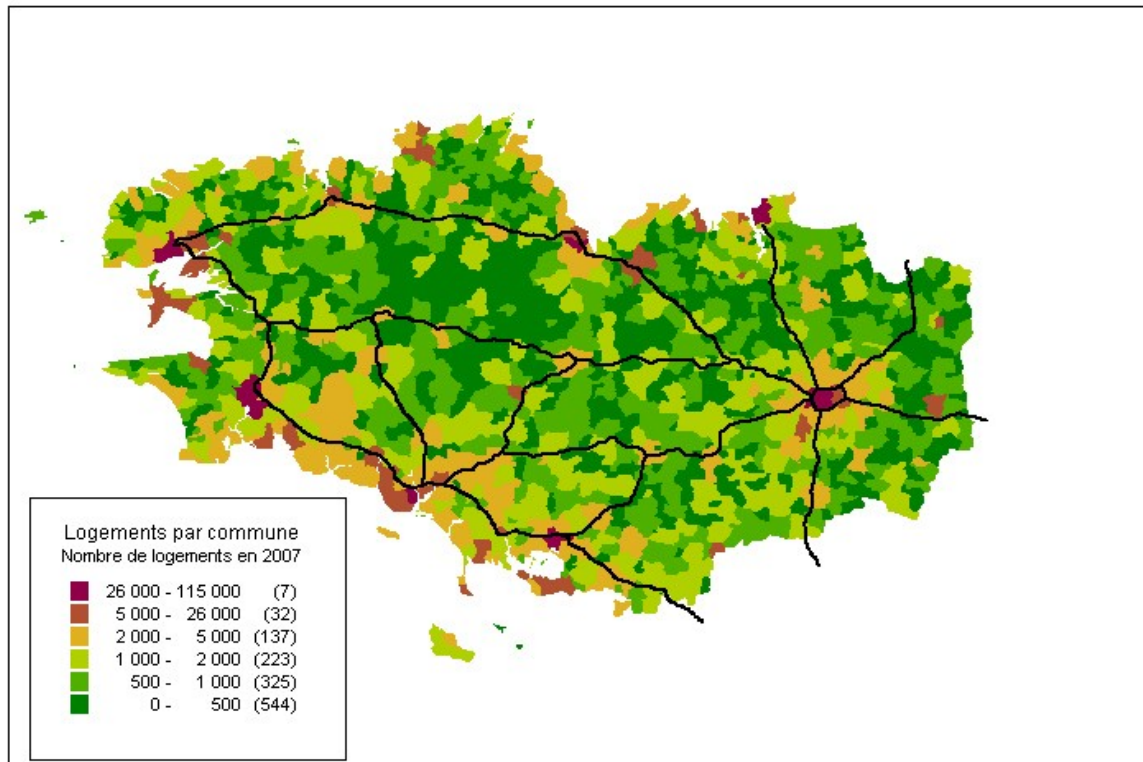 Logements par commune
Nombre de logements en 2007
26 000 - 115 000 (7)
5 000 - 26 000 (32)
2 000 - 5 000 (137)
1 000 - 2 000 (223)
500 - 1 000 (325)
0 - 500 (544)